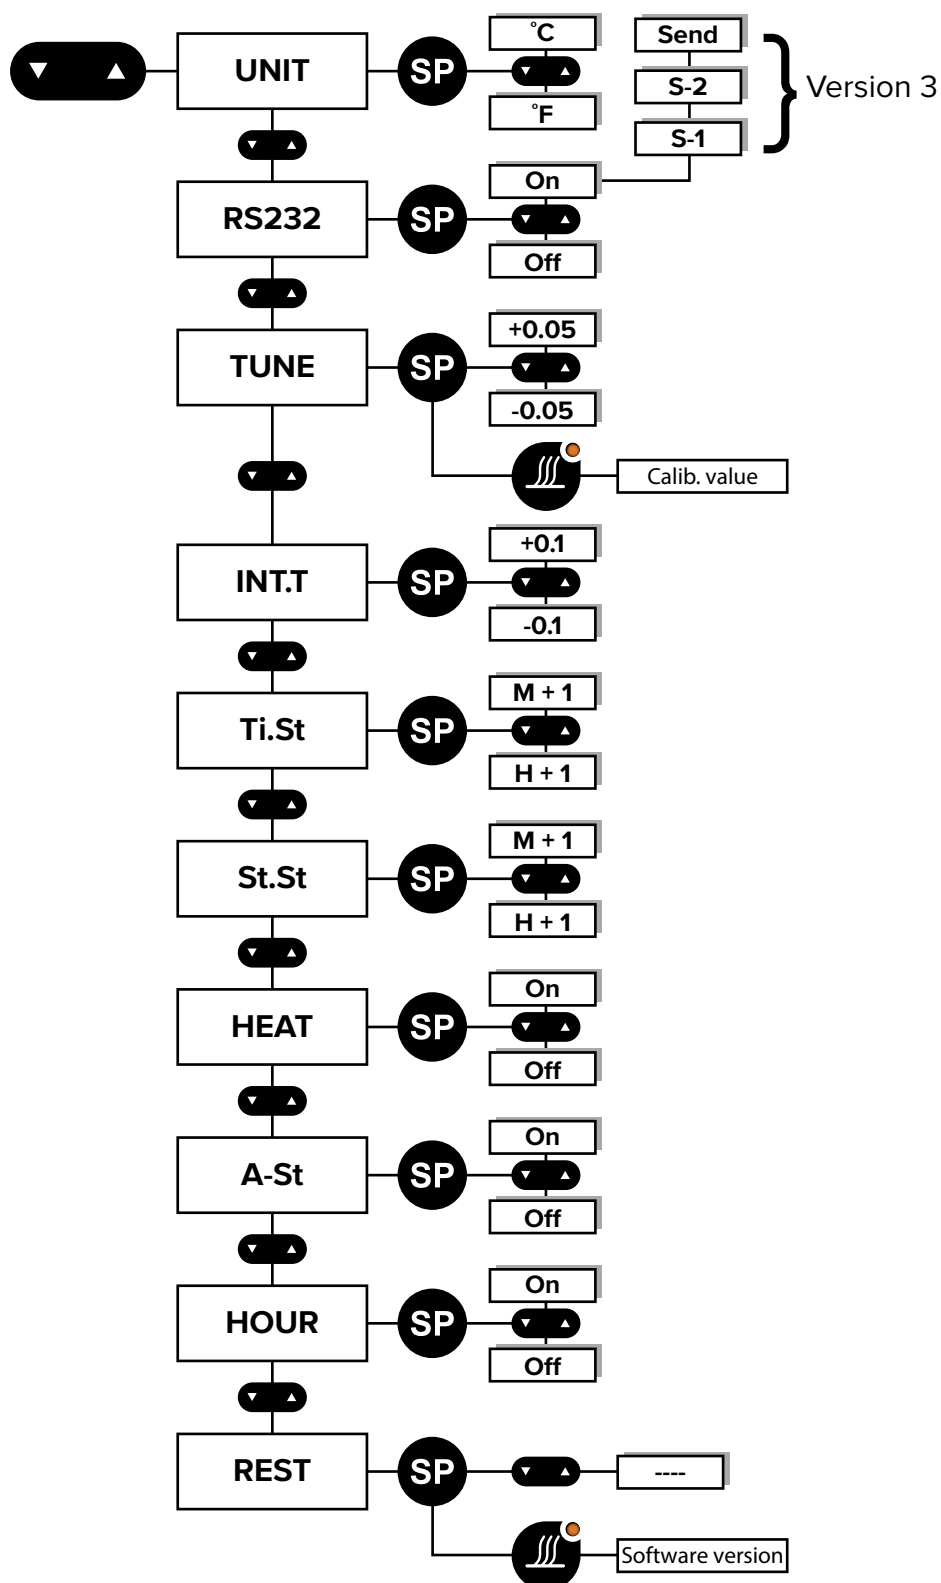 UNIT
SP
°C
°F
Send
S-2
S-1
Version 3
RS232
SP
On
Off
TUNE
SP
+0.05
-0.05
Calib. value
INT.T
SP
+0.1
-0.1
Ti.St
SP
M + 1
H + 1
St.St
SP
M + 1
H + 1
HEAT
SP
On
Off
A-St
SP
On
Off
HOUR
SP
On
Off
REST
SP
----
Software version